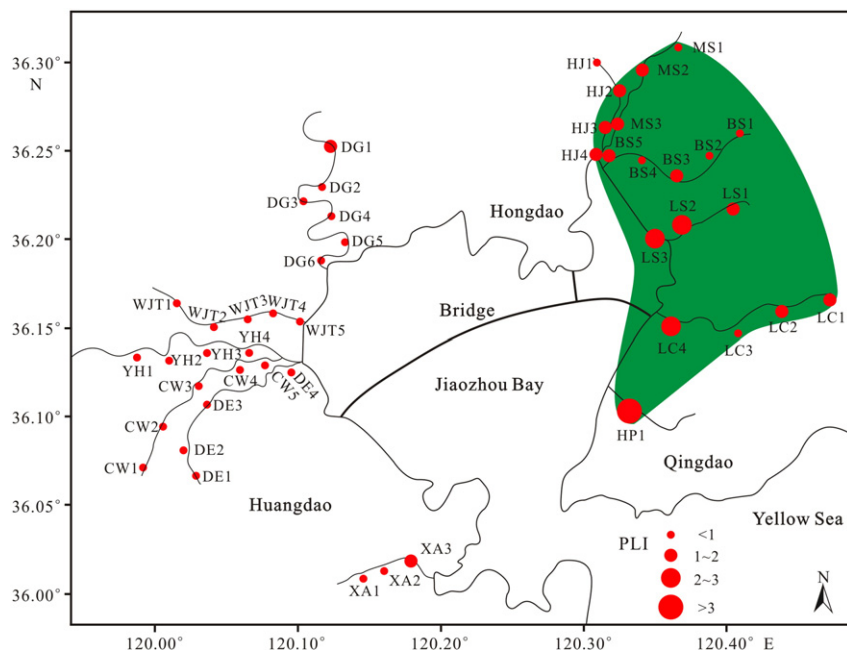 36.30°
N
36.25°
36.20°
36.15°
36.10°
36.05°
36.00°
120.00°
120.10°
120.20°
120.30°
120.40° E
MS1
HJ1
MS2
HJ2
HJ3
MS3
BS1
BS5
BS2
HJ4
BS3
BS4
DG1
DG2
DG3
DG4
DG5
DG6
LS1
LS2
LS3
Hongdao
WJT1
WJT2
WJT3
WJT4
WJT5
Bridge
YH1
YH2
YH3
YH4
LC1
LC2
LC3
LC4
CW3
CW4
CW5
DE4
Jiaozhou Bay
DE3
CW2
HP1
DE2
CW1
DE1
Qingdao
Huangdao
Yellow Sea
PLI
<1
1~2
2~3
>3
N
XA3
XA2
XA1